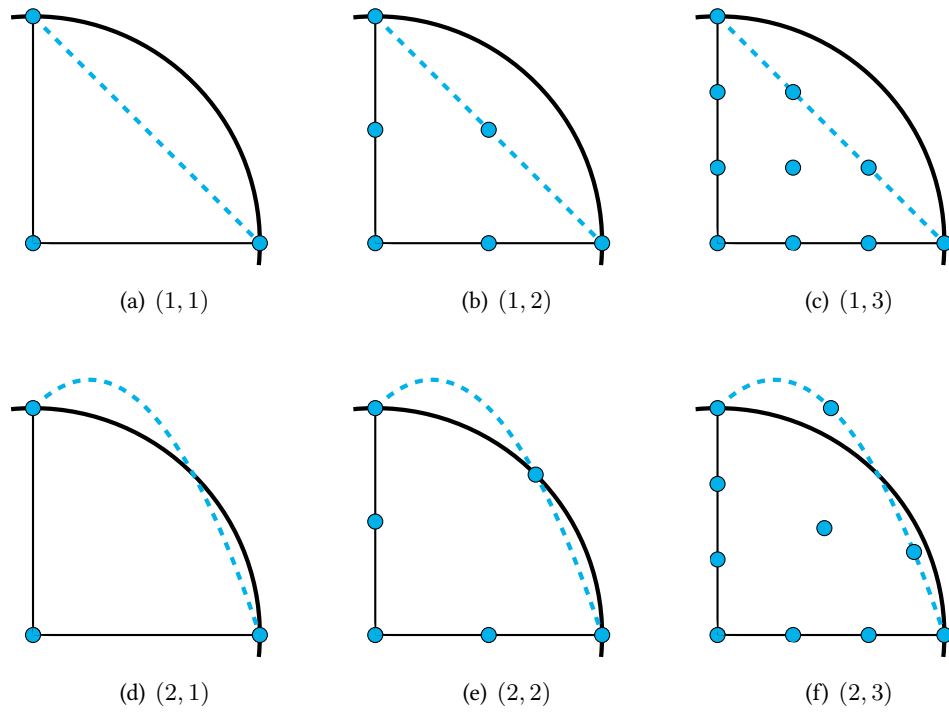 (a) (1, 1)
(b) (1, 2)
(c) (1, 3)
(d) (2, 1)
(e) (2, 2)
(f) (2, 3)